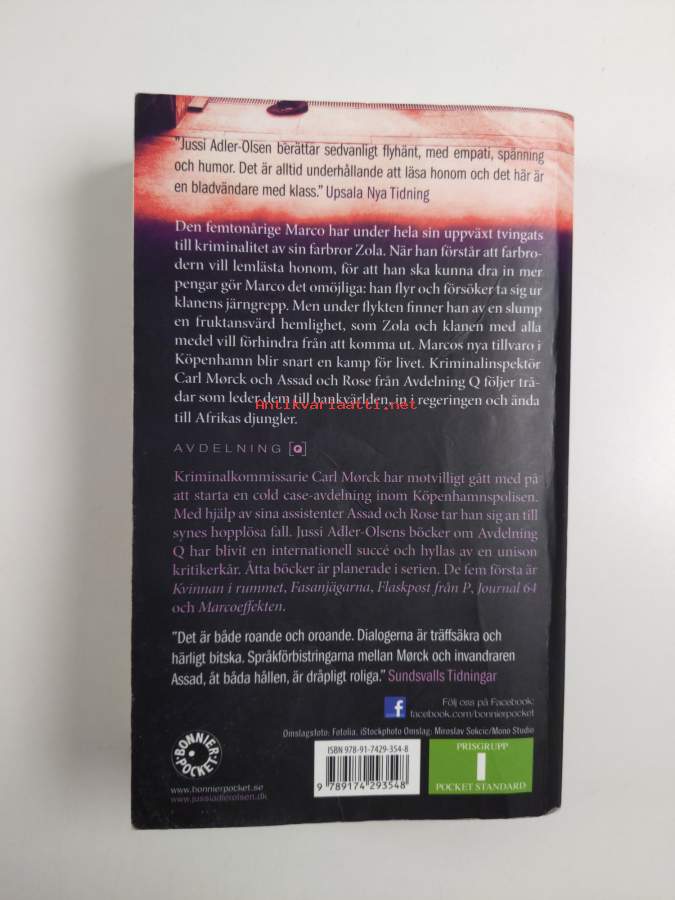 "Jussi Adler-Olsen berättar sedvanligt flyhänt, med empati, spänning
och humor. Det är alltid underhållande att läsa honom och det här är
en bladvändare med klass." Upsala Nya Tidning
Den femtonårige Marco har under hela sin uppväxt tvingats
till kriminalitet av sin farbror Zola. När han förstår att farbro-
dern vill lemlästa honom, för att han ska kunna dra in mer
pengar gör Marco det omöjliga: han flyr och försöker ta sig ur
klanens järngrepp. Men under flykten finner han av en slump
en fruktansvärd hemlighet, som Zola och klanen med alla
medel vill förhindra från att komma ut. Marcos nya tillvaro i
Köpenhamn blir snart en kamp för livet. Kriminalinspektör
Carl Mørck och Assad och Rose från Avdelning Q följer trå-
dar som leder dem till bankvärlden, in i regeringen och ända
till Afrikas djungler.
Antikvariaatti.net
AVDELNING [Q]
Kriminalkommissarie Carl Mørck har motvilligt gått med på
att starta en cold case-avdelning inom Köpenhamnspolisen.
Med hjälp av sina assistenter Assad och Rose tar han sig an till
synes hopplösa fall. Jussi Adler-Olsens böcker om Avdelning
Q har blivit en internationell succé och hyllas av en unison
kritikerkår. Åtta böcker är planerade i serien. De fem första är
Kvinnan i rummet, Fasanjägarna, Flaskpost från P, Journal 64
och Marcoeffekten.
"Det är både roande och oroande. Dialogerna är träffsäkra och
härligt bitska. Språkförbistringarna mellan Mørck och invandraren
Assad, åt båda hållen, är dråpligt roliga." Sundsvalls Tidningar
Följ oss på Facebook:
facebook.com/bonnierpocket
Omslagsfoto: Fotolia, iStockphoto Omslag: Miroslav Sokcic/Mono Studio
BONNIER
POCKET
www.bonnierpocket.se
www.jussiadlerolsen.dk
ISBN 978-91-7429-354-8
9 789174 293548
PRISGRUPP
1
POCKET STANDARD